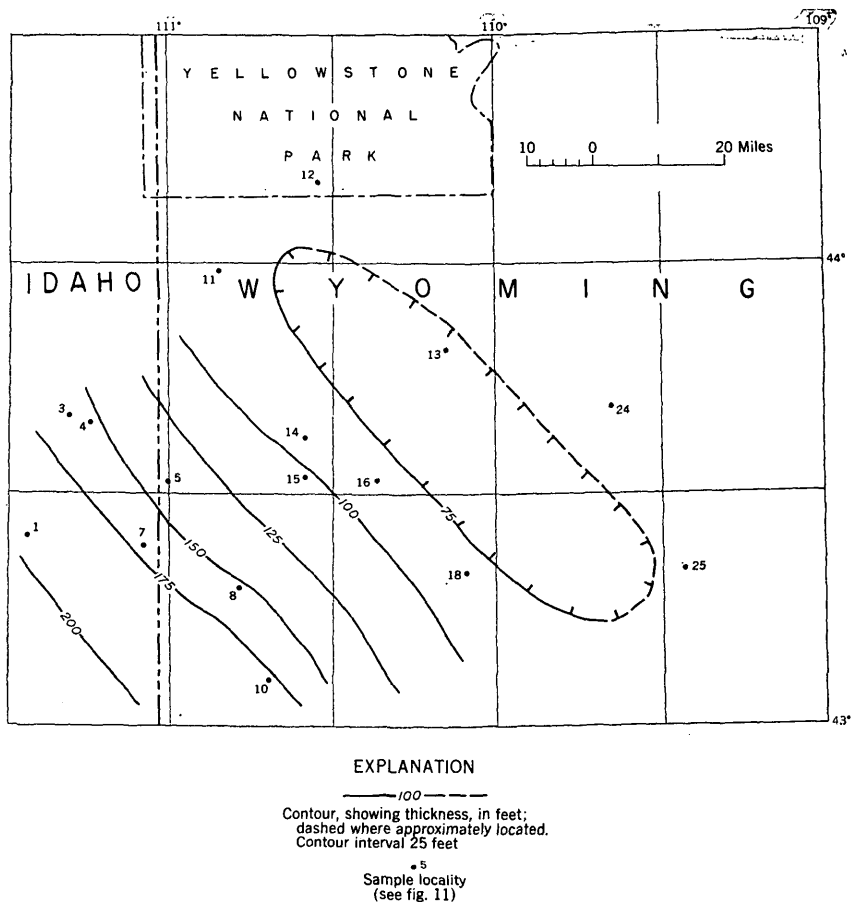 111°
110°
109°
YELLOWSTONE
NATIONAL
PARK
12
10 0 20 Miles
44°
IDAHO
WYOMING
11
13
24
3
4
14
5
15
16
100
75
125
1
7
150
18
25
175
8
200
10
43°
EXPLANATION
100
Contour, showing thickness, in feet;
dashed where approximately located.
Contour interval 25 feet
5
Sample locality
(see fig. 11)